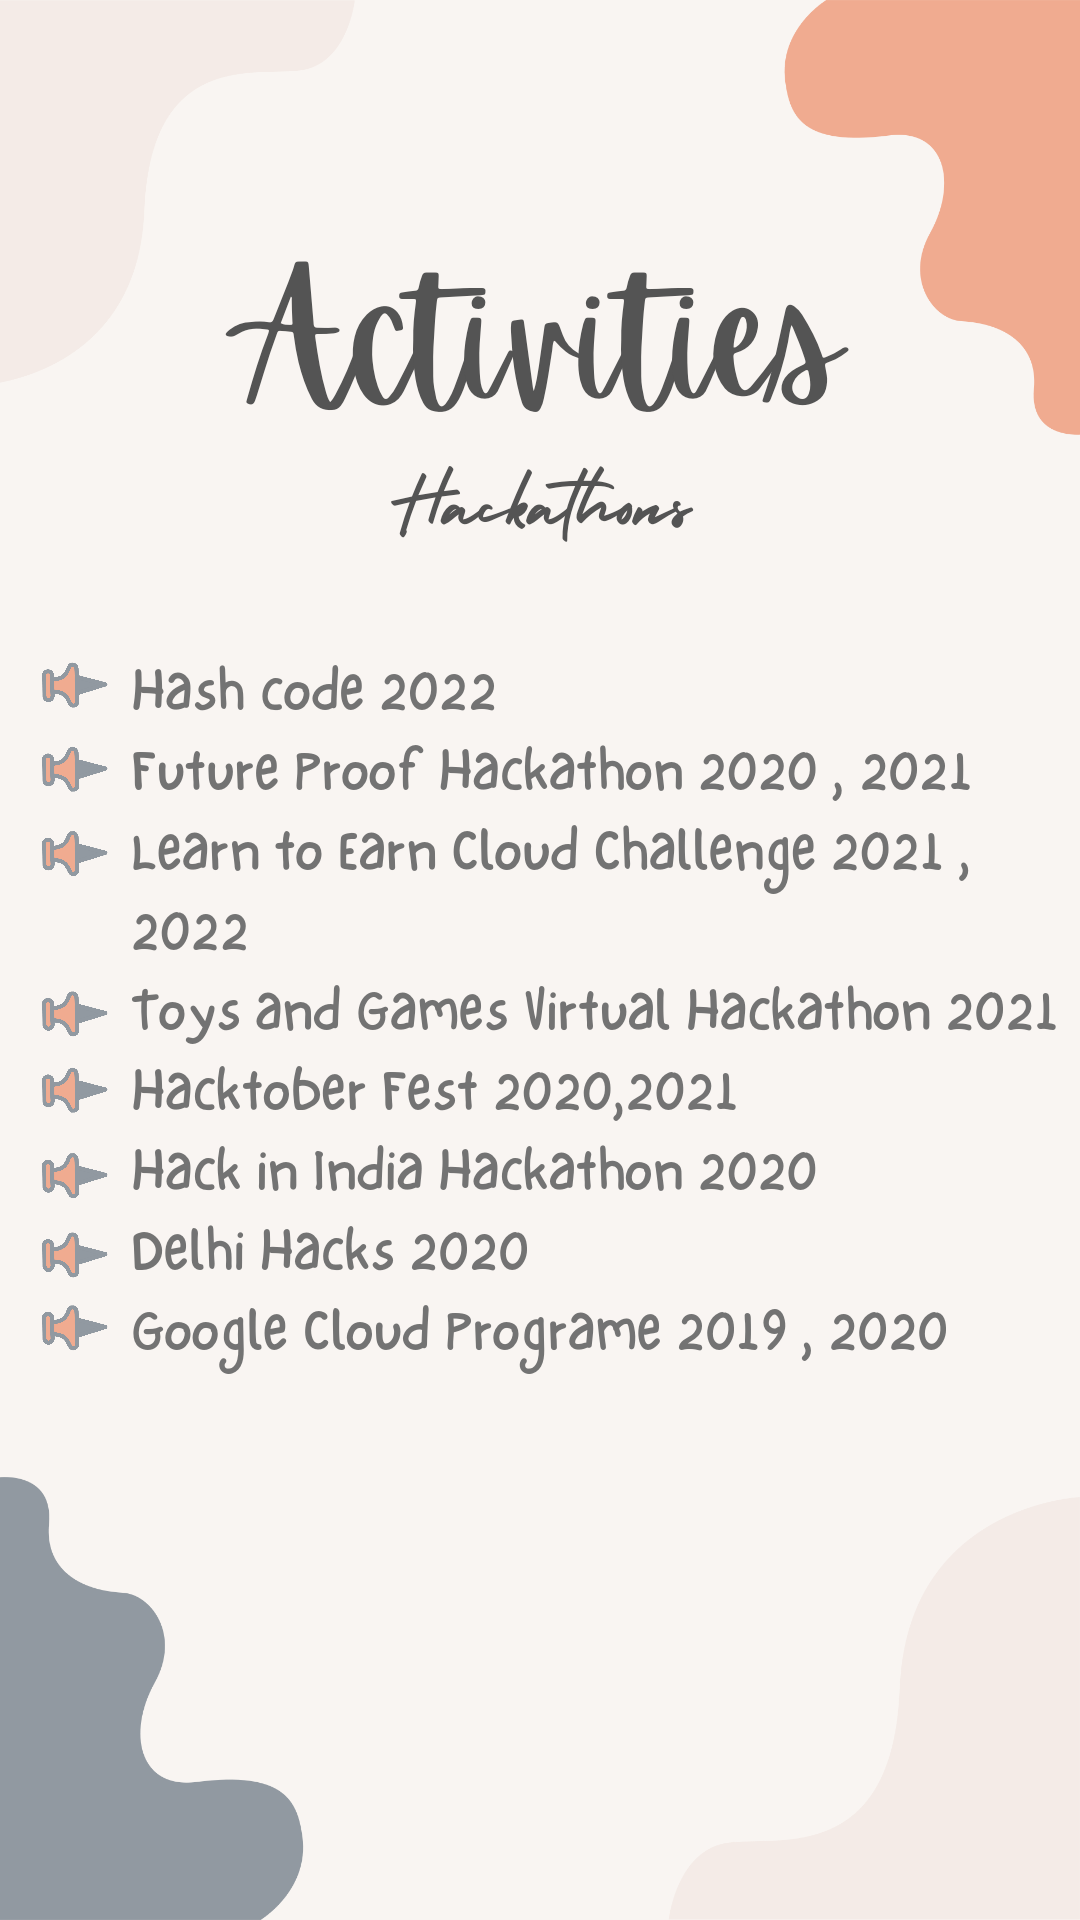 Activities
Hackathons
Hash code 2022
Future Proof Hackathon 2020 , 2021
Learn to Earn Cloud Challenge 2021 ,
2022
Toys and Games Virtual Hackathon 2021
Hacktober Fest 2020,2021
Hack in India Hackathon 2020
Delhi Hacks 2020
Google Cloud Programe 2019 , 2020